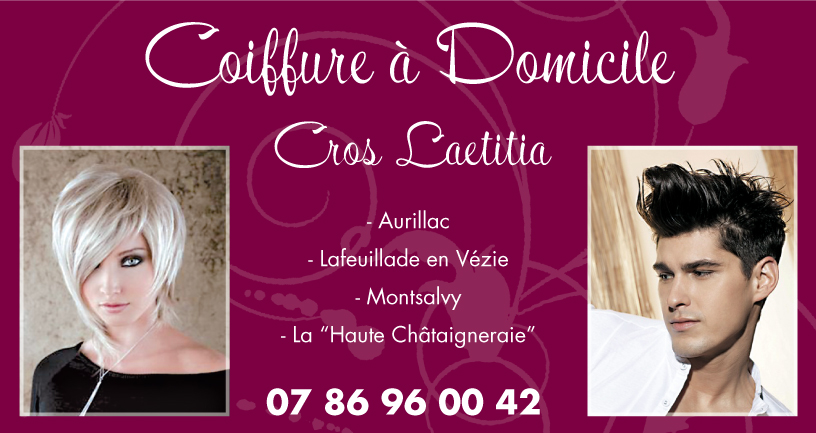 Coiffure à Domicile
Cros Laetitia
- Aurillac
- Lafeuillade en Vézie
- Montsalvy
- La “Haute Châtaigneraie”
07 86 96 00 42